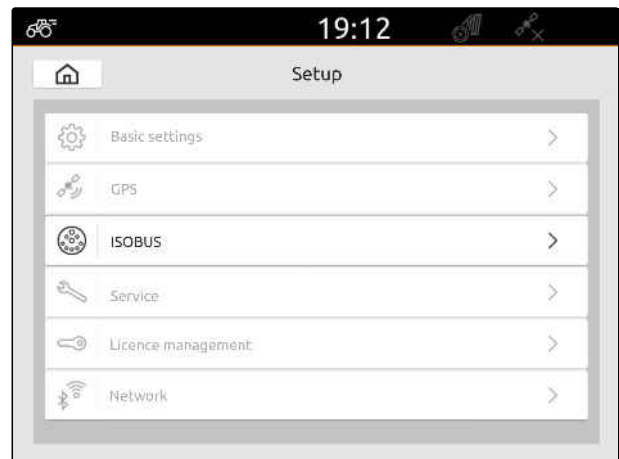 19:12
Setup
Basic settings
GPS
ISOBUS
Service
Licence management
Network